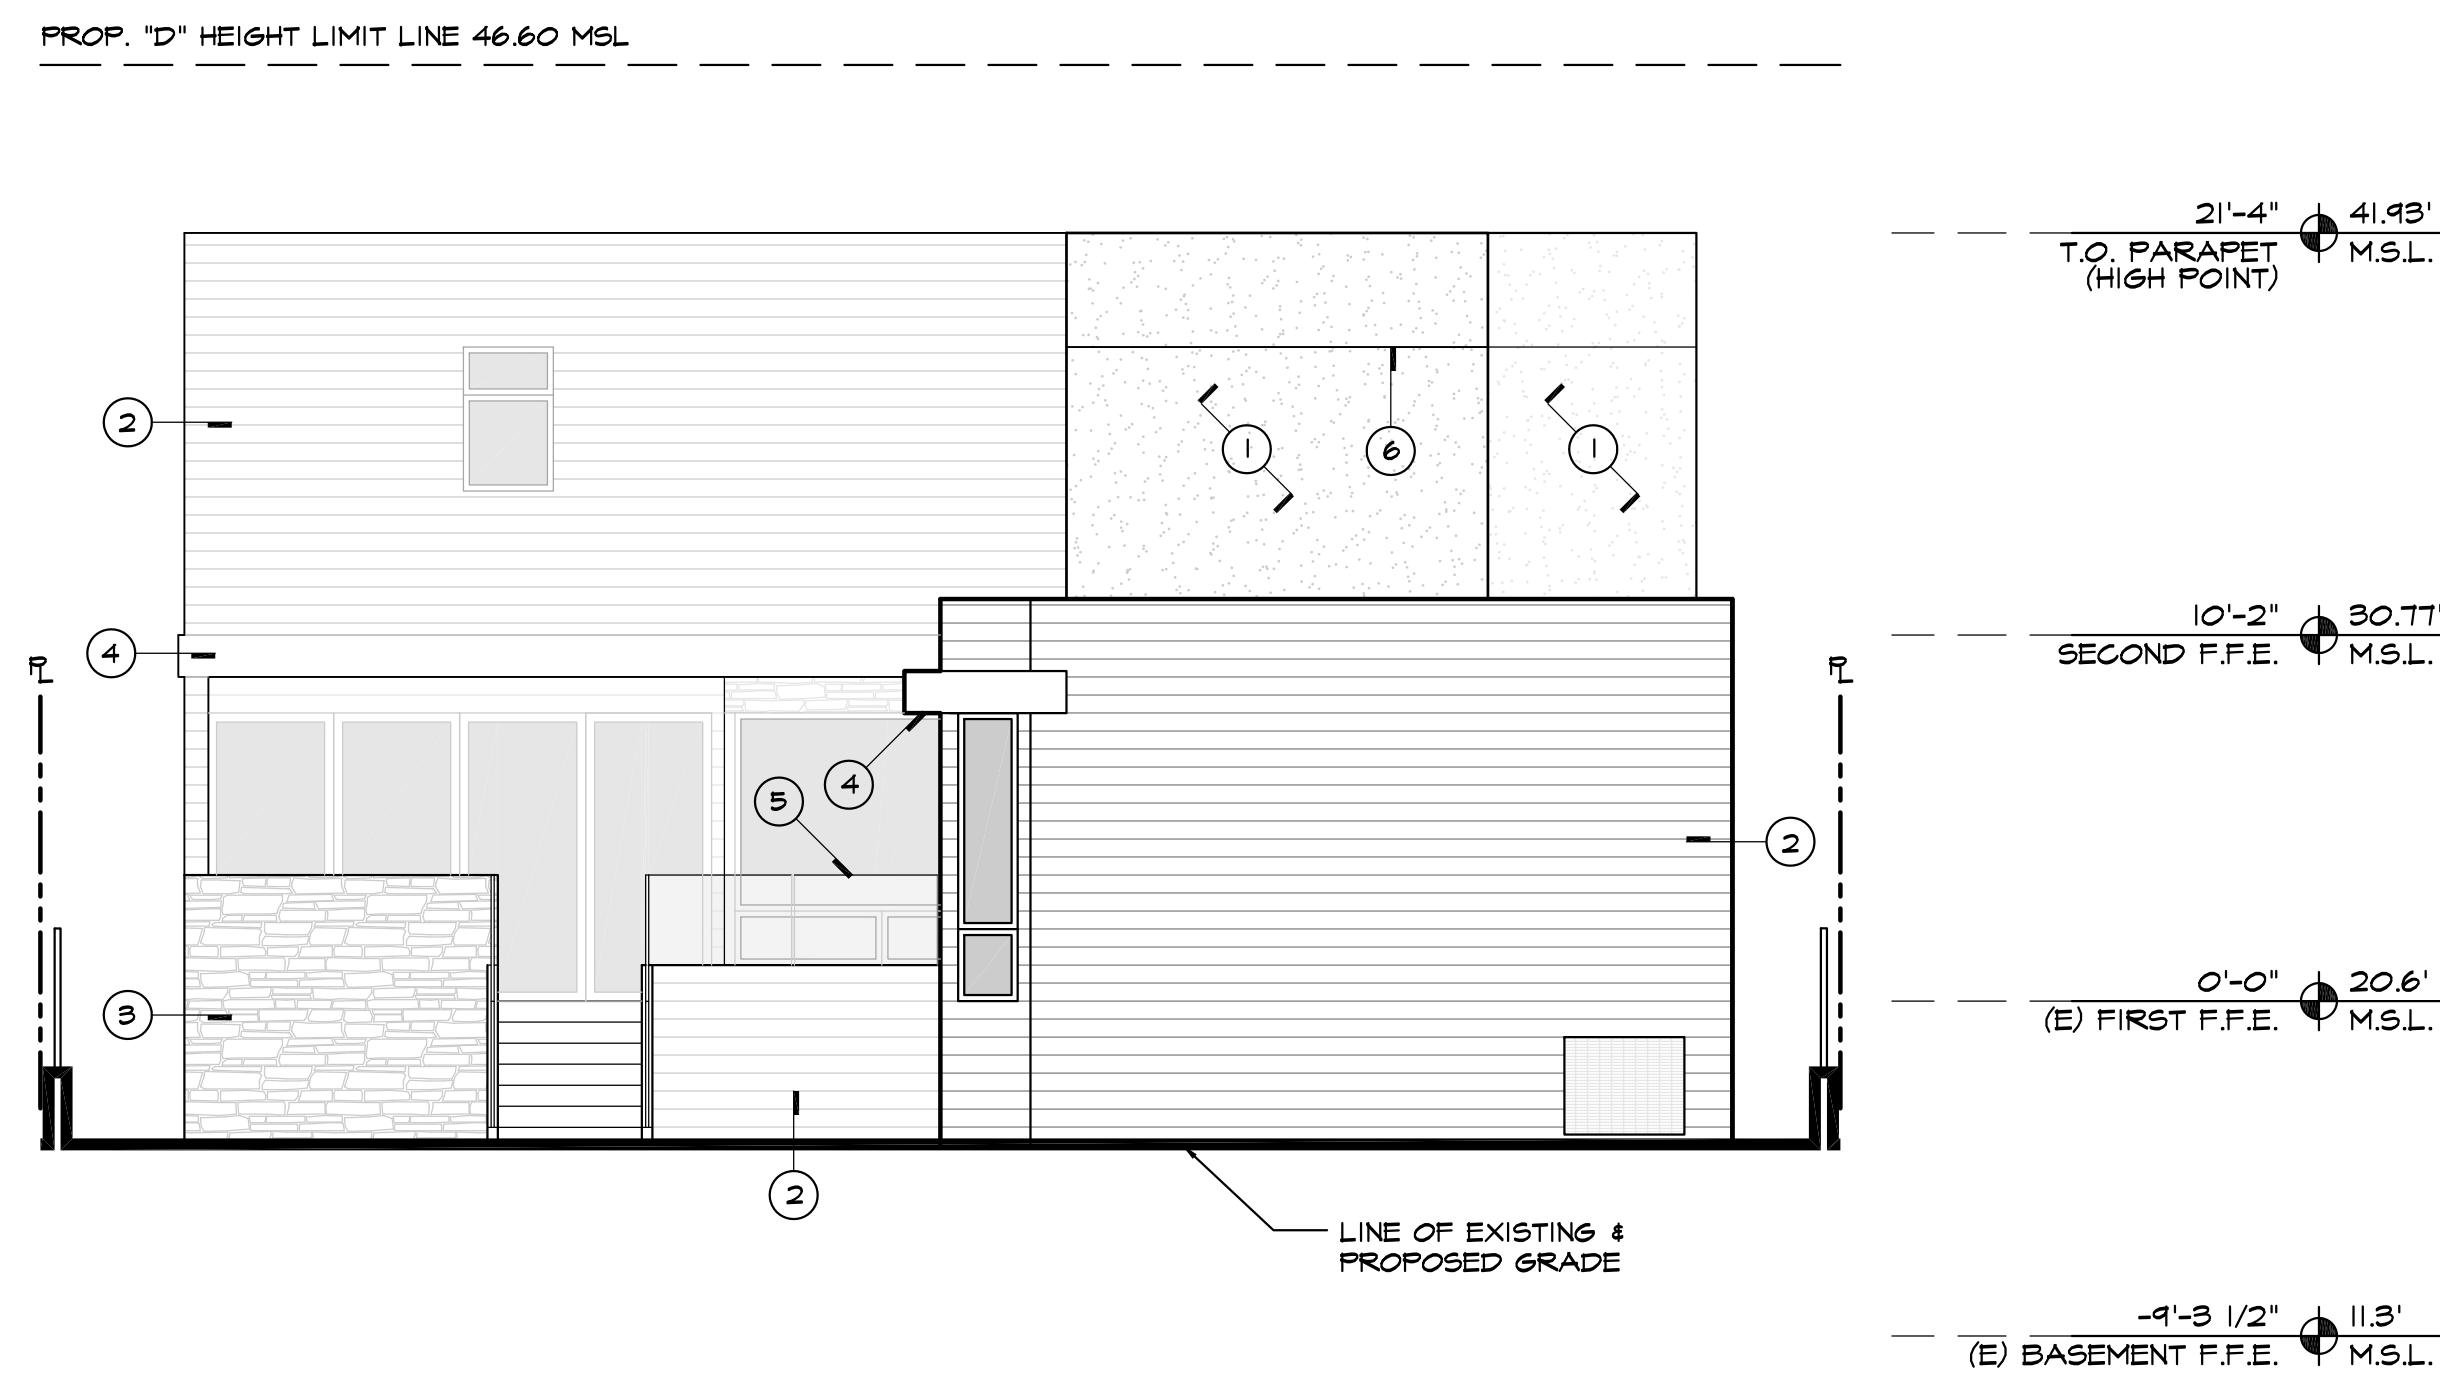 PROP. "D" HEIGHT LIMIT LINE 46.60 MSL
21'-4" 41.93'
T.O. PARAPET M.S.L.
(HIGH POINT)
1
1
6
2
10'-2" 30.77'
SECOND F.F.E. M.S.L.
4
PL
PL
4
5
2
0'-0" 20.6'
(E) FIRST F.F.E. M.S.L.
3
2
LINE OF EXISTING &
PROPOSED GRADE
-9'-3 1/2" 11.3'
(E) BASEMENT F.F.E. M.S.L.